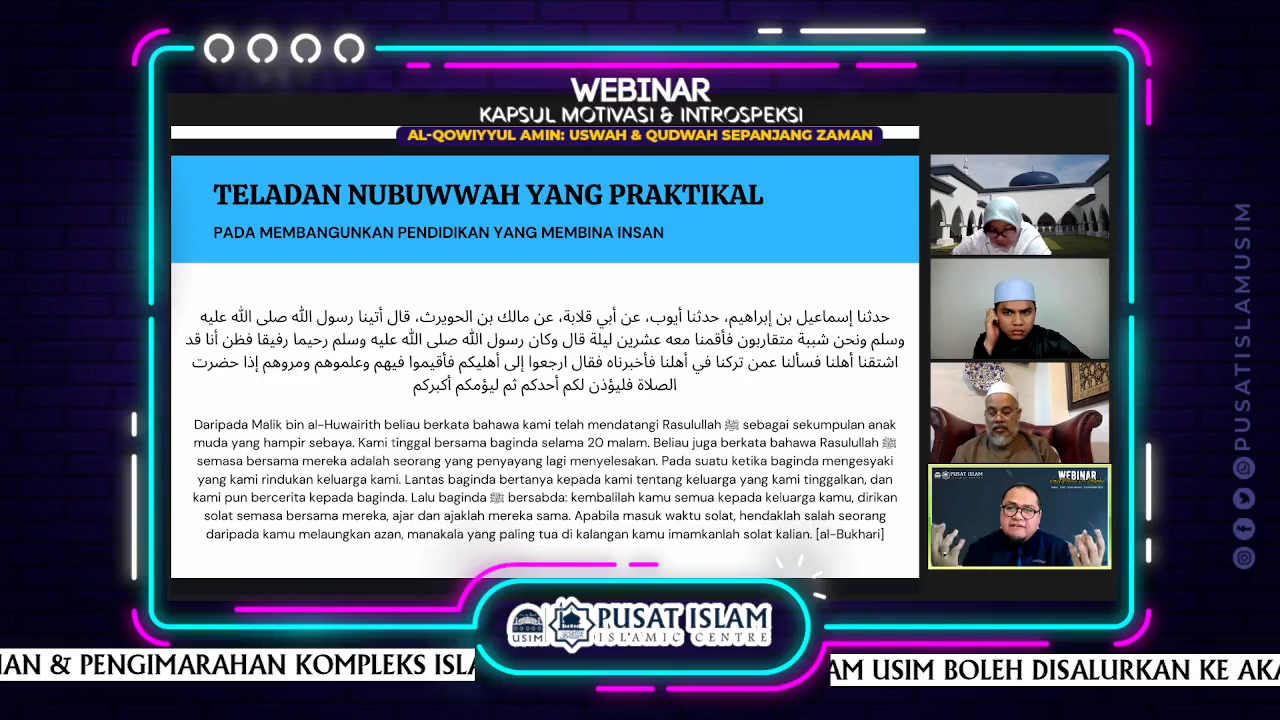 WEBINAR
KAPSUL MOTIVASI & INTROSPEKSI
AL-QOWIYYUL AMIN: USWAH & QUDWAH SEPANJANG ZAMAN
TELADAN NUBUWWAH YANG PRAKTIKAL
PADA MEMBANGUNKAN PENDIDIKAN YANG MEMBINA INSAN
حدثنا إسماعيل بن إبراهيم، حدثنا أيوب، عن أبي قلابة، عن مالك بن الحويرث، قال أتينا رسول الله صلى الله عليه
وسلم ونحن شببة متقاربون فأقمنا معه عشرين ليلة قال وكان رسول الله صلى الله عليه وسلم رحيما رفيقا فظن أنا قد
اشتقنا أهلنا فسألنا عمن تركنا في أهلنا فأخبرناه فقال ارجعوا إلى أهليكم فأقيموا فيهم وعلموهم ومروهم إذا حضرت
الصلاة فليؤذن لكم أحدكم ثم ليؤمكم أكبركم
Daripada Malik bin al-Huwairith beliau berkata bahawa kami telah mendatangi Rasulullah ﷺ sebagai sekumpulan anak
muda yang hampir sebaya. Kami tinggal bersama baginda selama 20 malam. Beliau juga berkata bahawa Rasulullah ﷺ
semasa bersama mereka adalah seorang yang penyayang lagi menyelesakan. Pada suatu ketika baginda mengesyaki
yang kami rindukan keluarga kami. Lantas baginda bertanya kepada kami tentang keluarga yang kami tinggalkan, dan
kami pun bercerita kepada baginda. Lalu baginda ﷺ bersabda: kembalilah kamu semua kepada keluarga kamu, dirikan
solat semasa bersama mereka, ajar dan ajaklah mereka sama. Apabila masuk waktu solat, hendaklah salah seorang
daripada kamu melaungkan azan, manakala yang paling tua di kalangan kamu imamkanlah solat kalian. [al-Bukhari]
PUSAT ISLAM
WEBINAR
PUSATISLAMUSIM
USIM
PUSAT ISLAM
ISLAMIC CENTRE
& PENGIMARAHAN KOMPLEKS
USIM BOLEH DISALURKAN KE